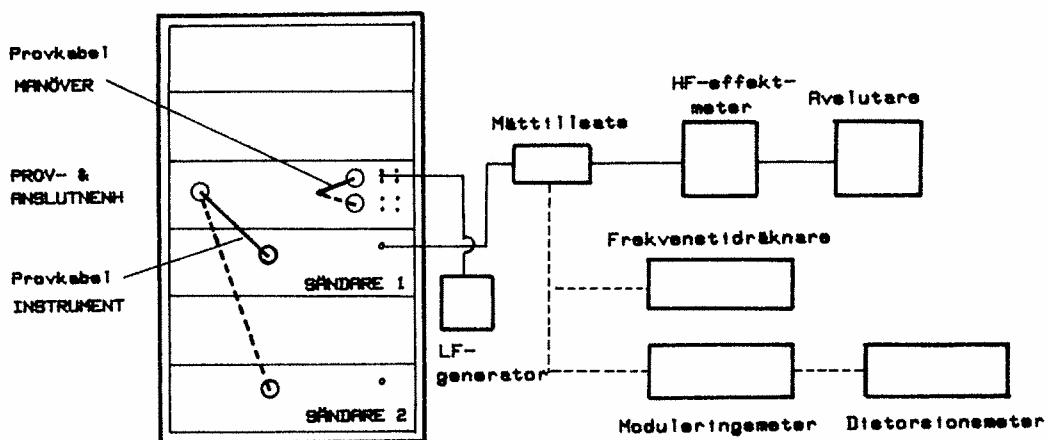 Provkabel
MANÖVER
PROV- &
ANSLUTNENH
Provkabel
INSTRUMENT
SÄNDARE 1
SÄNDARE 2
LF-
generator
Mättillsats
HF-effekt-
meter
Avslutare
Frekvenstidräknare
Moduleringsmeter
Distorsionsmeter